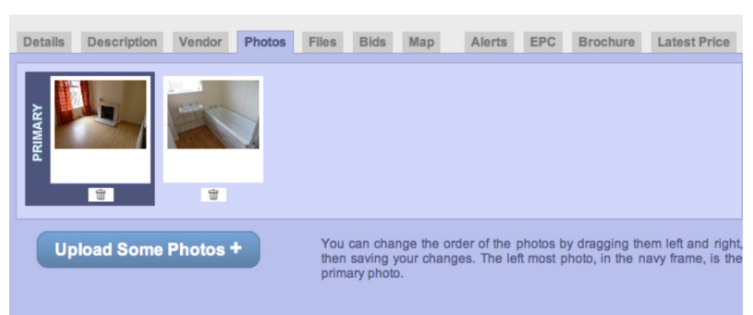 Details Description Vendor Photos Files Bids Map Alerts EPC Brochure Latest Price
PRIMARY
Upload Some Photos +
You can change the order of the photos by dragging them left and right,
then saving your changes. The left most photo, in the navy frame, is the
primary photo.